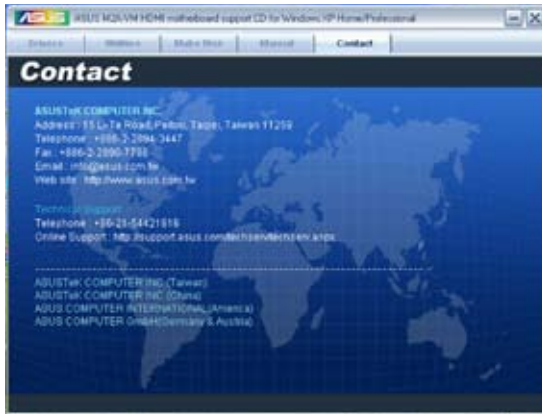 ASUS M2A-VM HDMI motherboard support CD for Windows XP Home/Professional
Drivers Utilities Make Disk Manual Contact
Contact
ASUSTeK COMPUTER INC.
Address : 15 Li-Te Road, Peitou, Taipei, Taiwan 11259
Telephone : +886-2-2894-3447
Fax : +886-2-2890-7798
Email : info@asus.com.tw
Web site : http://www.asus.com.tw
Technical Support
Telephone : +86-21-54421616
Online Support : http://support.asus.com/techserv/techserv.aspx
ASUSTeK COMPUTER INC.(Taiwan)
ASUSTeK COMPUTER INC.(China)
ASUS COMPUTER INTERNATIONAL(America)
ASUS COMPUTER GmbH(Germany & Austria)